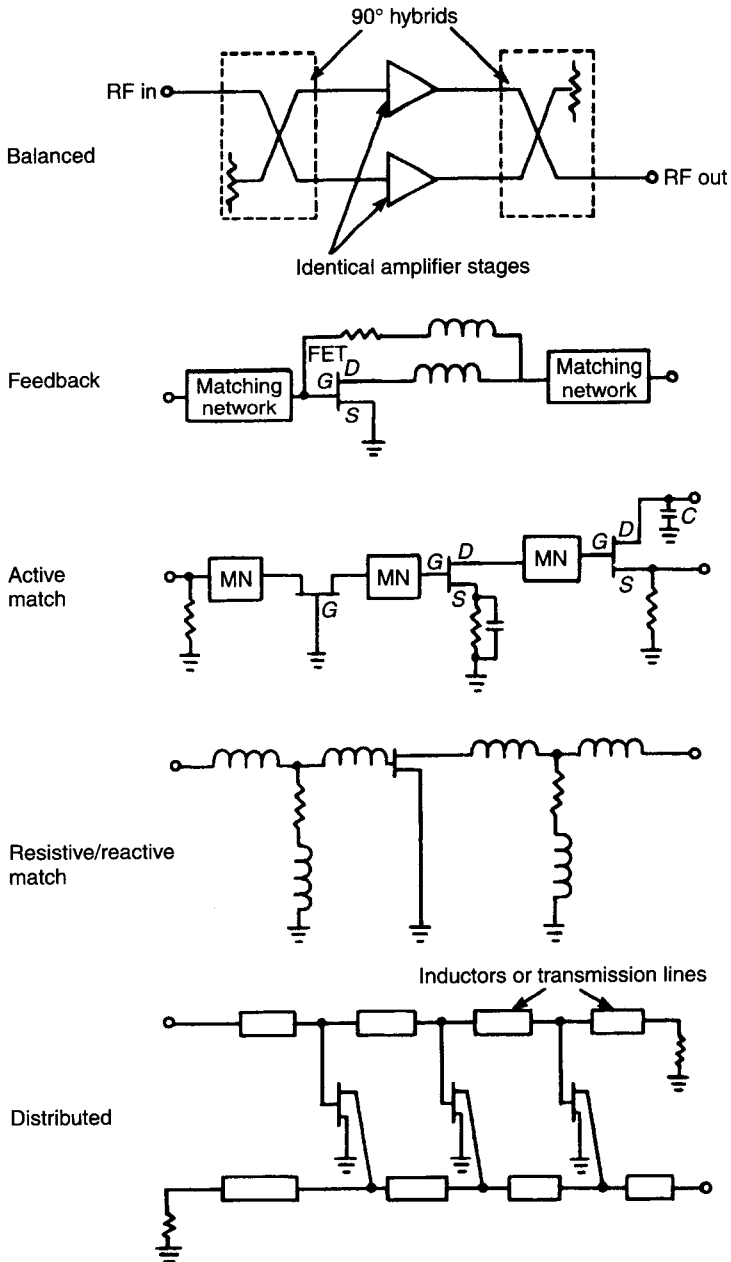 90° hybrids
RF in
Balanced
RF out
Identical amplifier stages
FET
D
G
S
Feedback
Matching
network
Matching
network
Active
match
MN
G
MN
G
D
S
MN
G
D
S
C
Resistive/reactive
match
Inductors or transmission lines
Distributed